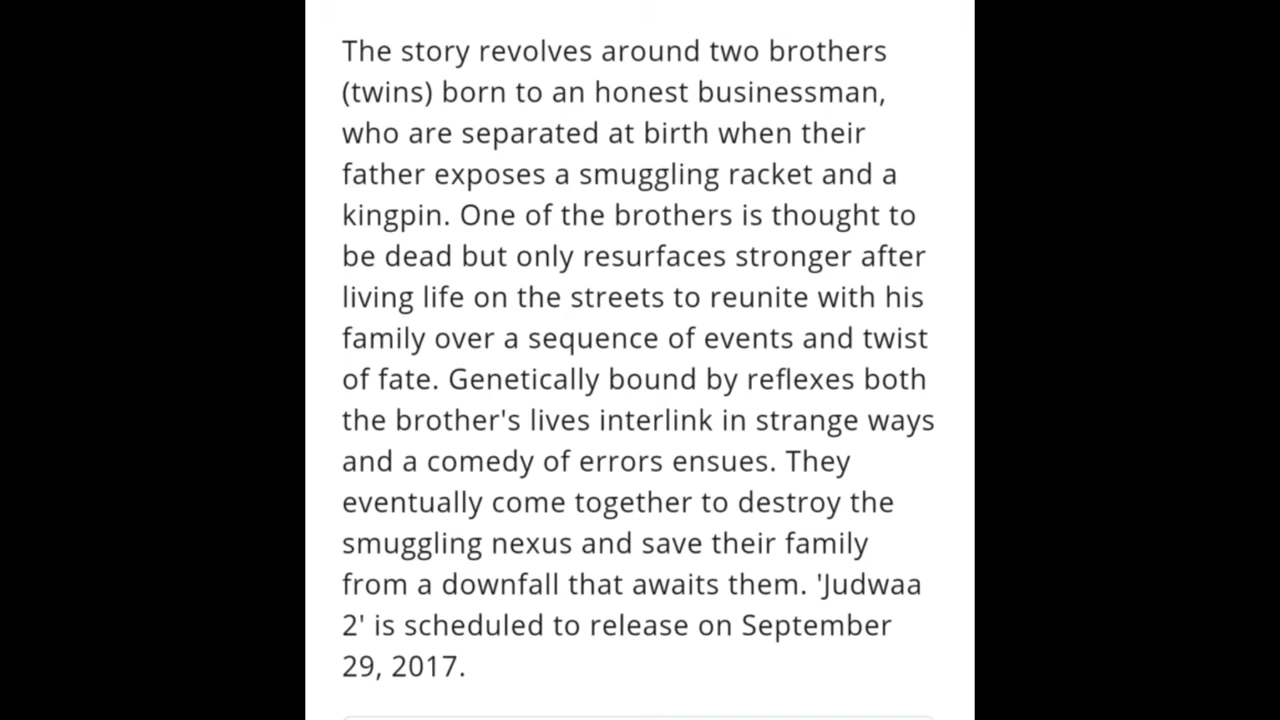 The story revolves around two brothers
(twins) born to an honest businessman,
who are separated at birth when their
father exposes a smuggling racket and a
kingpin. One of the brothers is thought to
be dead but only resurfaces stronger after
living life on the streets to reunite with his
family over a sequence of events and twist
of fate. Genetically bound by reflexes both
the brother's lives interlink in strange ways
and a comedy of errors ensues. They
eventually come together to destroy the
smuggling nexus and save their family
from a downfall that awaits them. 'Judwaa
2' is scheduled to release on September
29, 2017.